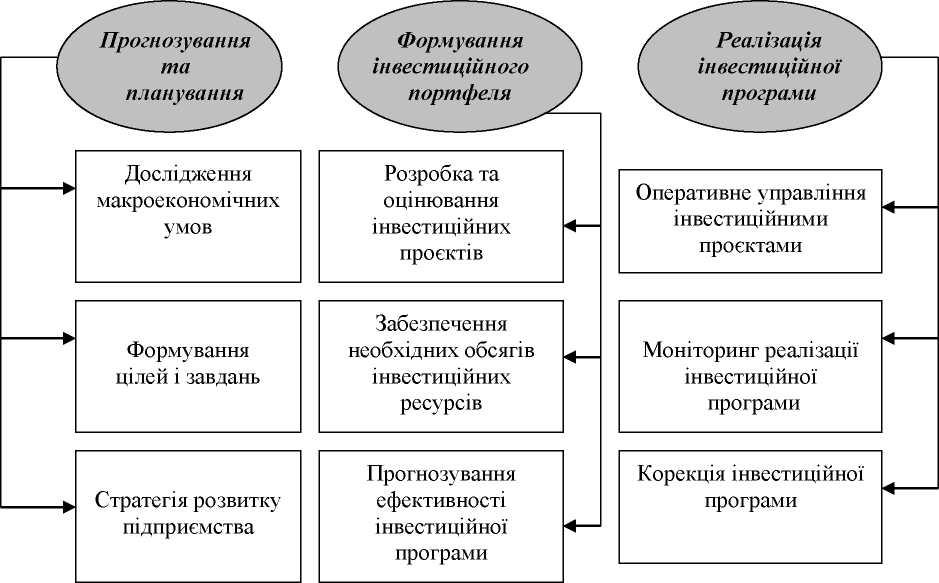 Прогнозування
та
планування
Дослідження
макроекономічних
умов
Формування
цілей і завдань
Стратегія розвитку
підприємства
Формування
інвестиційного
портфеля
Розробка та
оцінювання
інвестиційних
проєктів
Забезпечення
необхідних обсягів
інвестиційних
ресурсів
Прогнозування
ефективності
інвестиційної
програми
Реалізація
інвестиційної
програми
Оперативне управління
інвестиційними
проєктами
Моніторинг реалізації
інвестиційної
програми
Корекція інвестиційної
програми